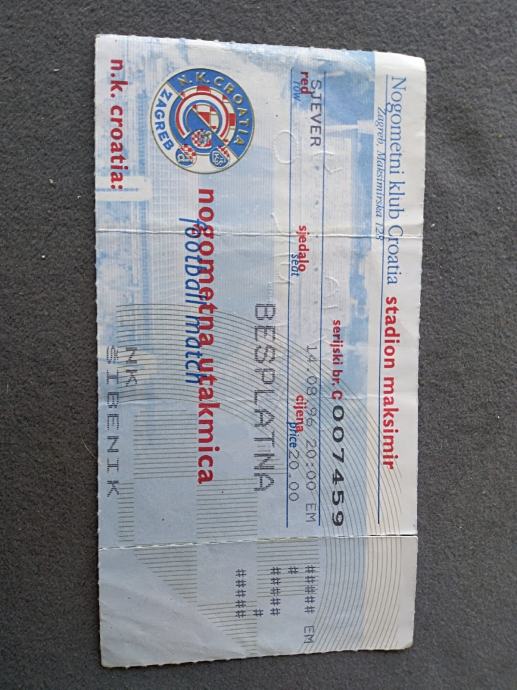 Nogometni klub Croatia stadion maksimir
Zagreb, Maksimirska 128
serijski br. C 007459
SJEVER 14.08.96 20:00 EM ##### EM
red sjedalo cijena
row seat price 20.00 #
BESPLATNA #####
#
#####
N.K. CROATIA
ZAGREB
nogometna utakmica
football match
n.k. croatia: NK
SIBENIK